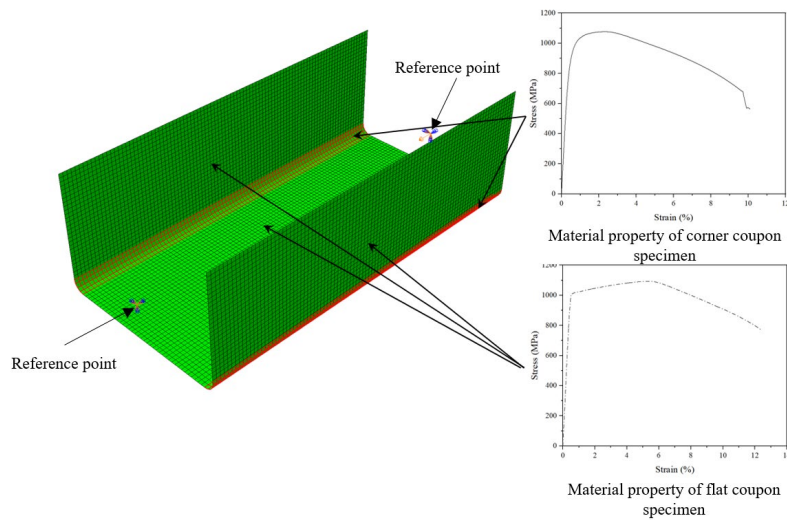 Reference point
Reference point
1200
1000
800
600
400
200
0
Stress (MPa)
0 2 4 6 8 10 12
Strain (%)
Material property of corner coupon
specimen
1200
1000
800
600
400
200
0
Stress (MPa)
0 2 4 6 8 10 12 14
Strain (%)
Material property of flat coupon
specimen